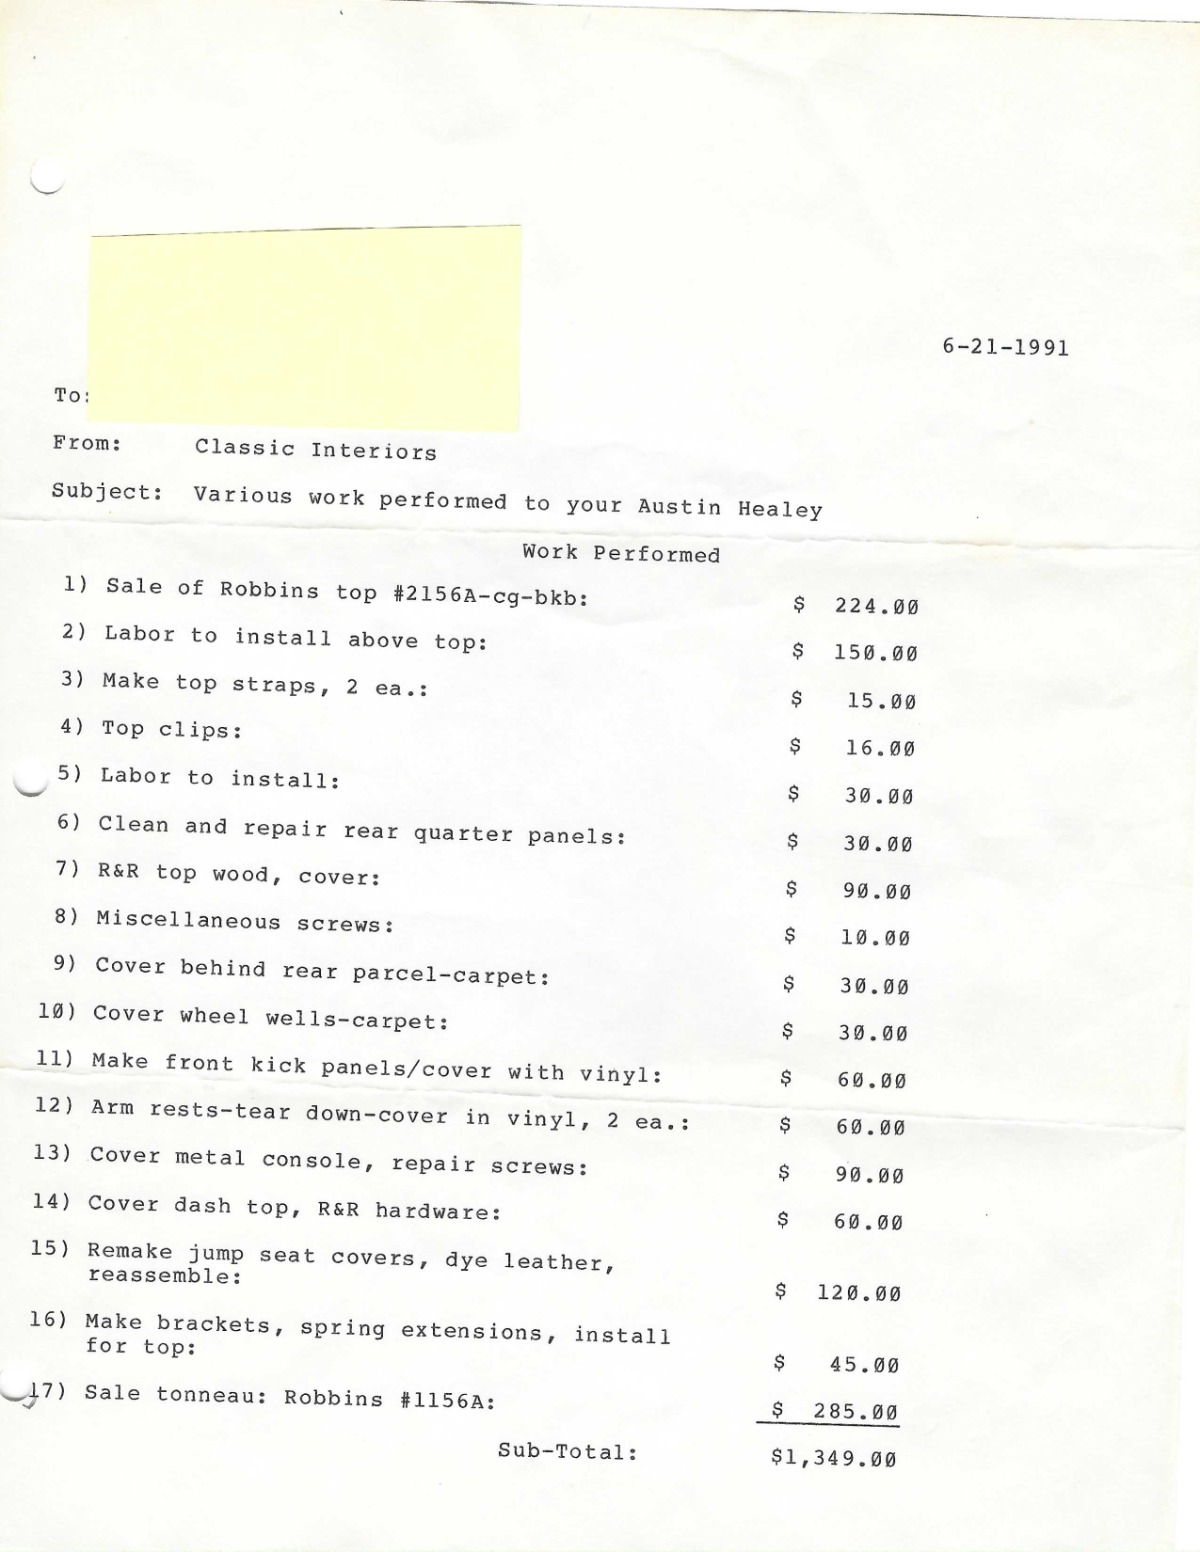 6-21-1991
To:
From: Classic Interiors
Subject: Various work performed to your Austin Healey
Work Performed
1) Sale of Robbins top #2156A-cg-bkb: $ 224.00
2) Labor to install above top: $ 150.00
3) Make top straps, 2 ea.: $ 15.00
4) Top clips: $ 16.00
5) Labor to install: $ 30.00
6) Clean and repair rear quarter panels: $ 30.00
7) R&R top wood, cover: $ 90.00
8) Miscellaneous screws: $ 10.00
9) Cover behind rear parcel-carpet: $ 30.00
10) Cover wheel wells-carpet: $ 30.00
11) Make front kick panels/cover with vinyl: $ 60.00
12) Arm rests-tear down-cover in vinyl, 2 ea.: $ 60.00
13) Cover metal console, repair screws: $ 90.00
14) Cover dash top, R&R hardware: $ 60.00
15) Remake jump seat covers, dye leather,
reassemble: $ 120.00
16) Make brackets, spring extensions, install
for top: $ 45.00
17) Sale tonneau: Robbins #1156A: $ 285.00
Sub-Total: $1,349.00